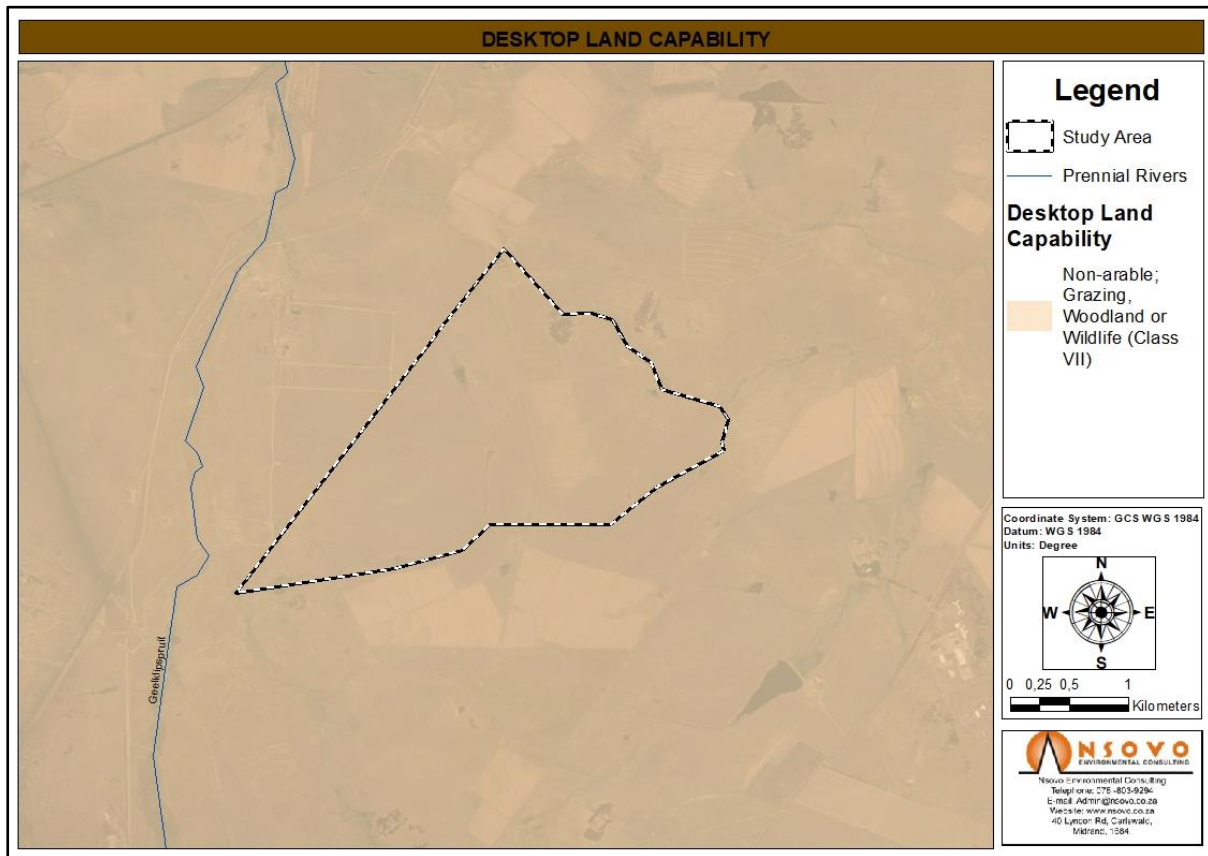 DESKTOP LAND CAPABILITY
Geelklipspruit
Legend
Study Area
Prennial Rivers
Desktop Land
Capability
Non-arable;
Grazing,
Woodland or
Wildlife (Class
VII)
Coordinate System: GCS WGS 1984
Datum: WGS 1984
Units: Degree
N
W
E
S
0 0,25 0,5 1
Kilometers
NSOVO
ENVIRONMENTAL CONSULTING
Nsovo Environmental Consulting
Telephone: 078 -803-9294
E-mail: Admin@nsovo.co.za
Website: www.nsovo.co.za
40 Lyncon Rd, Carlswald,
Midrand, 1684.